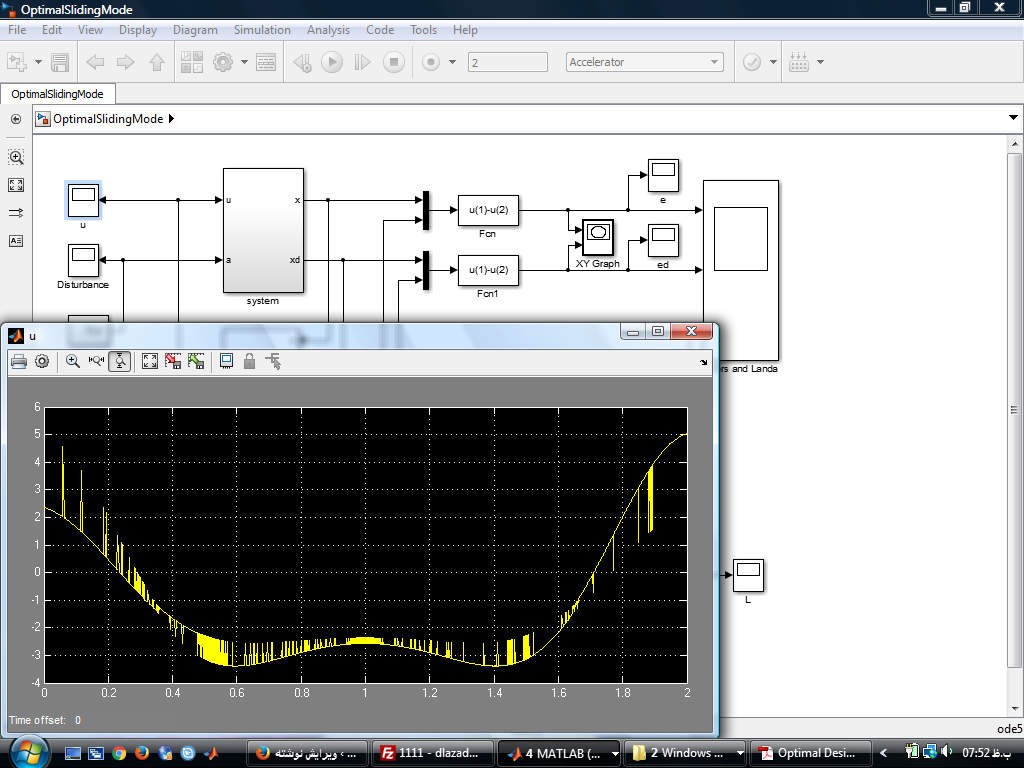 OptimalSlidingMode
File Edit View Display Diagram Simulation Analysis Code Tools Help
2 Accelerator
OptimalSlidingMode
OptimalSlidingMode
u
Disturbance
u x
a xd
system
u(1)-u(2)
Fcn
u(1)-u(2)
Fcn1
XY Graph
e
ed
rs and Landa
L
u
6
5
4
3
2
1
0
-1
-2
-3
-4
0 0.2 0.4 0.6 0.8 1 1.2 1.4 1.6 1.8 2
Time offset: 0
ode5
ویرایش نوشته ‹ ...
1111 - dlazad...
4 MATLAB (...
2 Windows ...
Optimal Desi...
07:52 ب.ظ